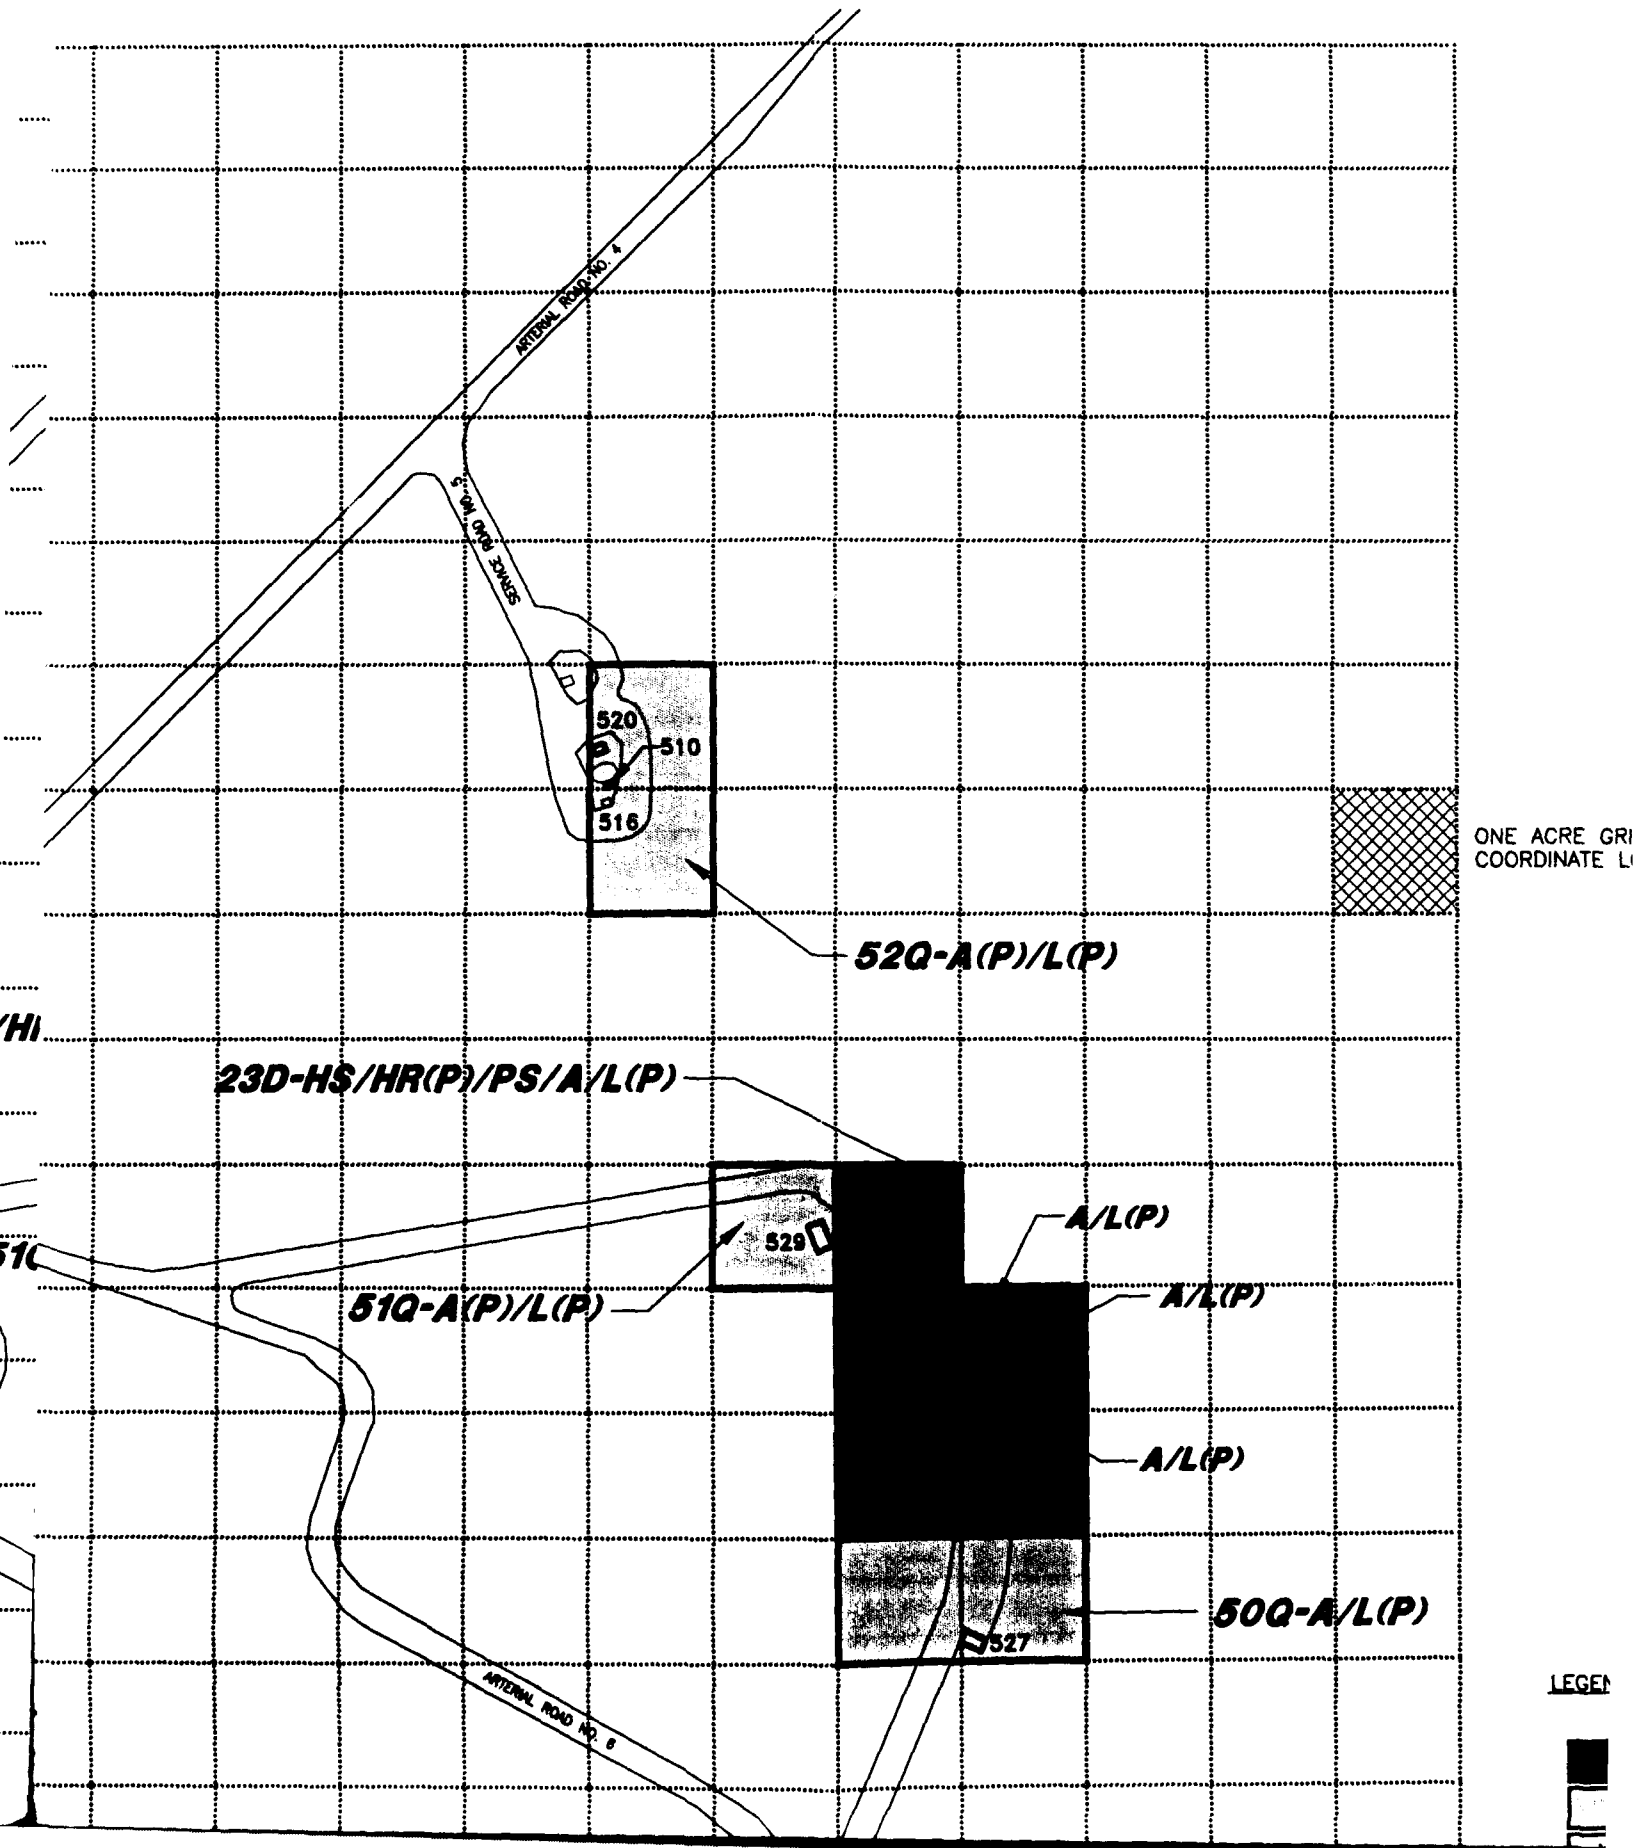 ARTERIAL ROAD NO. 4
SERVICE ROAD NO. 5
520
510
516
ONE ACRE GRI
COORDINATE L
52Q-A(P)/L(P)
/H
23D-HS/HR(P)/PS/A/L(P)
A/L(P)
529
51
A/L(P)
51Q-A(P)/L(P)
A/L(P)
50Q-A/L(P)
527
LEGEN
ARTERIAL ROAD NO. 6